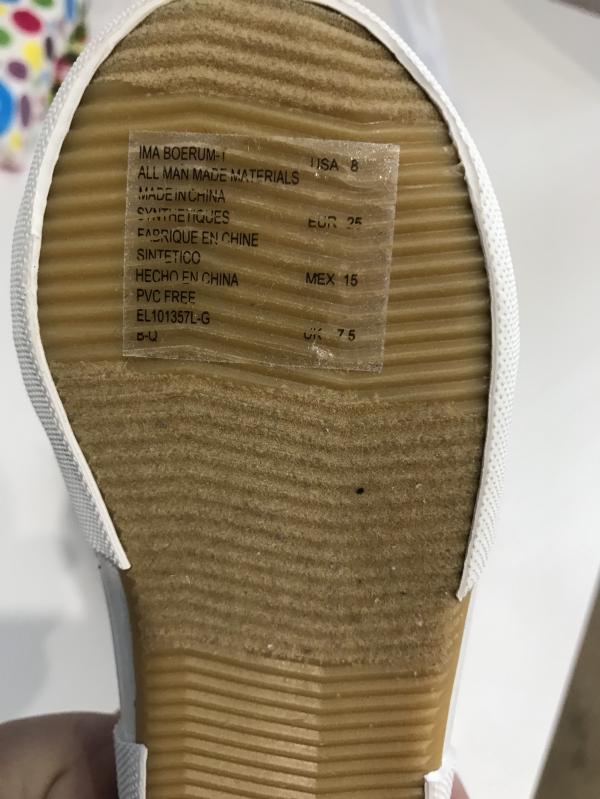 IMA BOERUM-T USA 8
ALL MAN MADE MATERIALS
MADE IN CHINA
SYNTHETIQUES EUR 25
FABRIQUE EN CHINE
SINTETICO
HECHO EN CHINA MEX 15
PVC FREE
EL101357L-G
B-Q UK 7.5